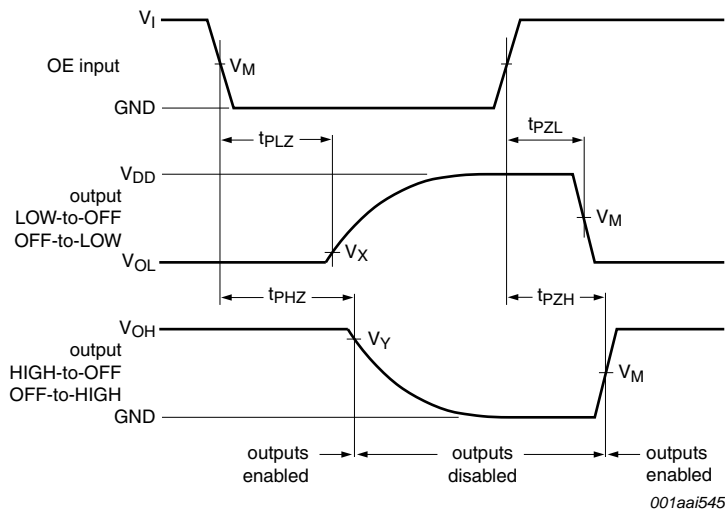 VI
OE input
VM
GND
tPLZ
tPZL
VDD
output
LOW-to-OFF
OFF-to-LOW
VM
VX
VOL
tPHZ
tPZH
VOH
VY
output
HIGH-to-OFF
OFF-to-HIGH
VM
GND
outputs
enabled
outputs
disabled
outputs
enabled
001aai545